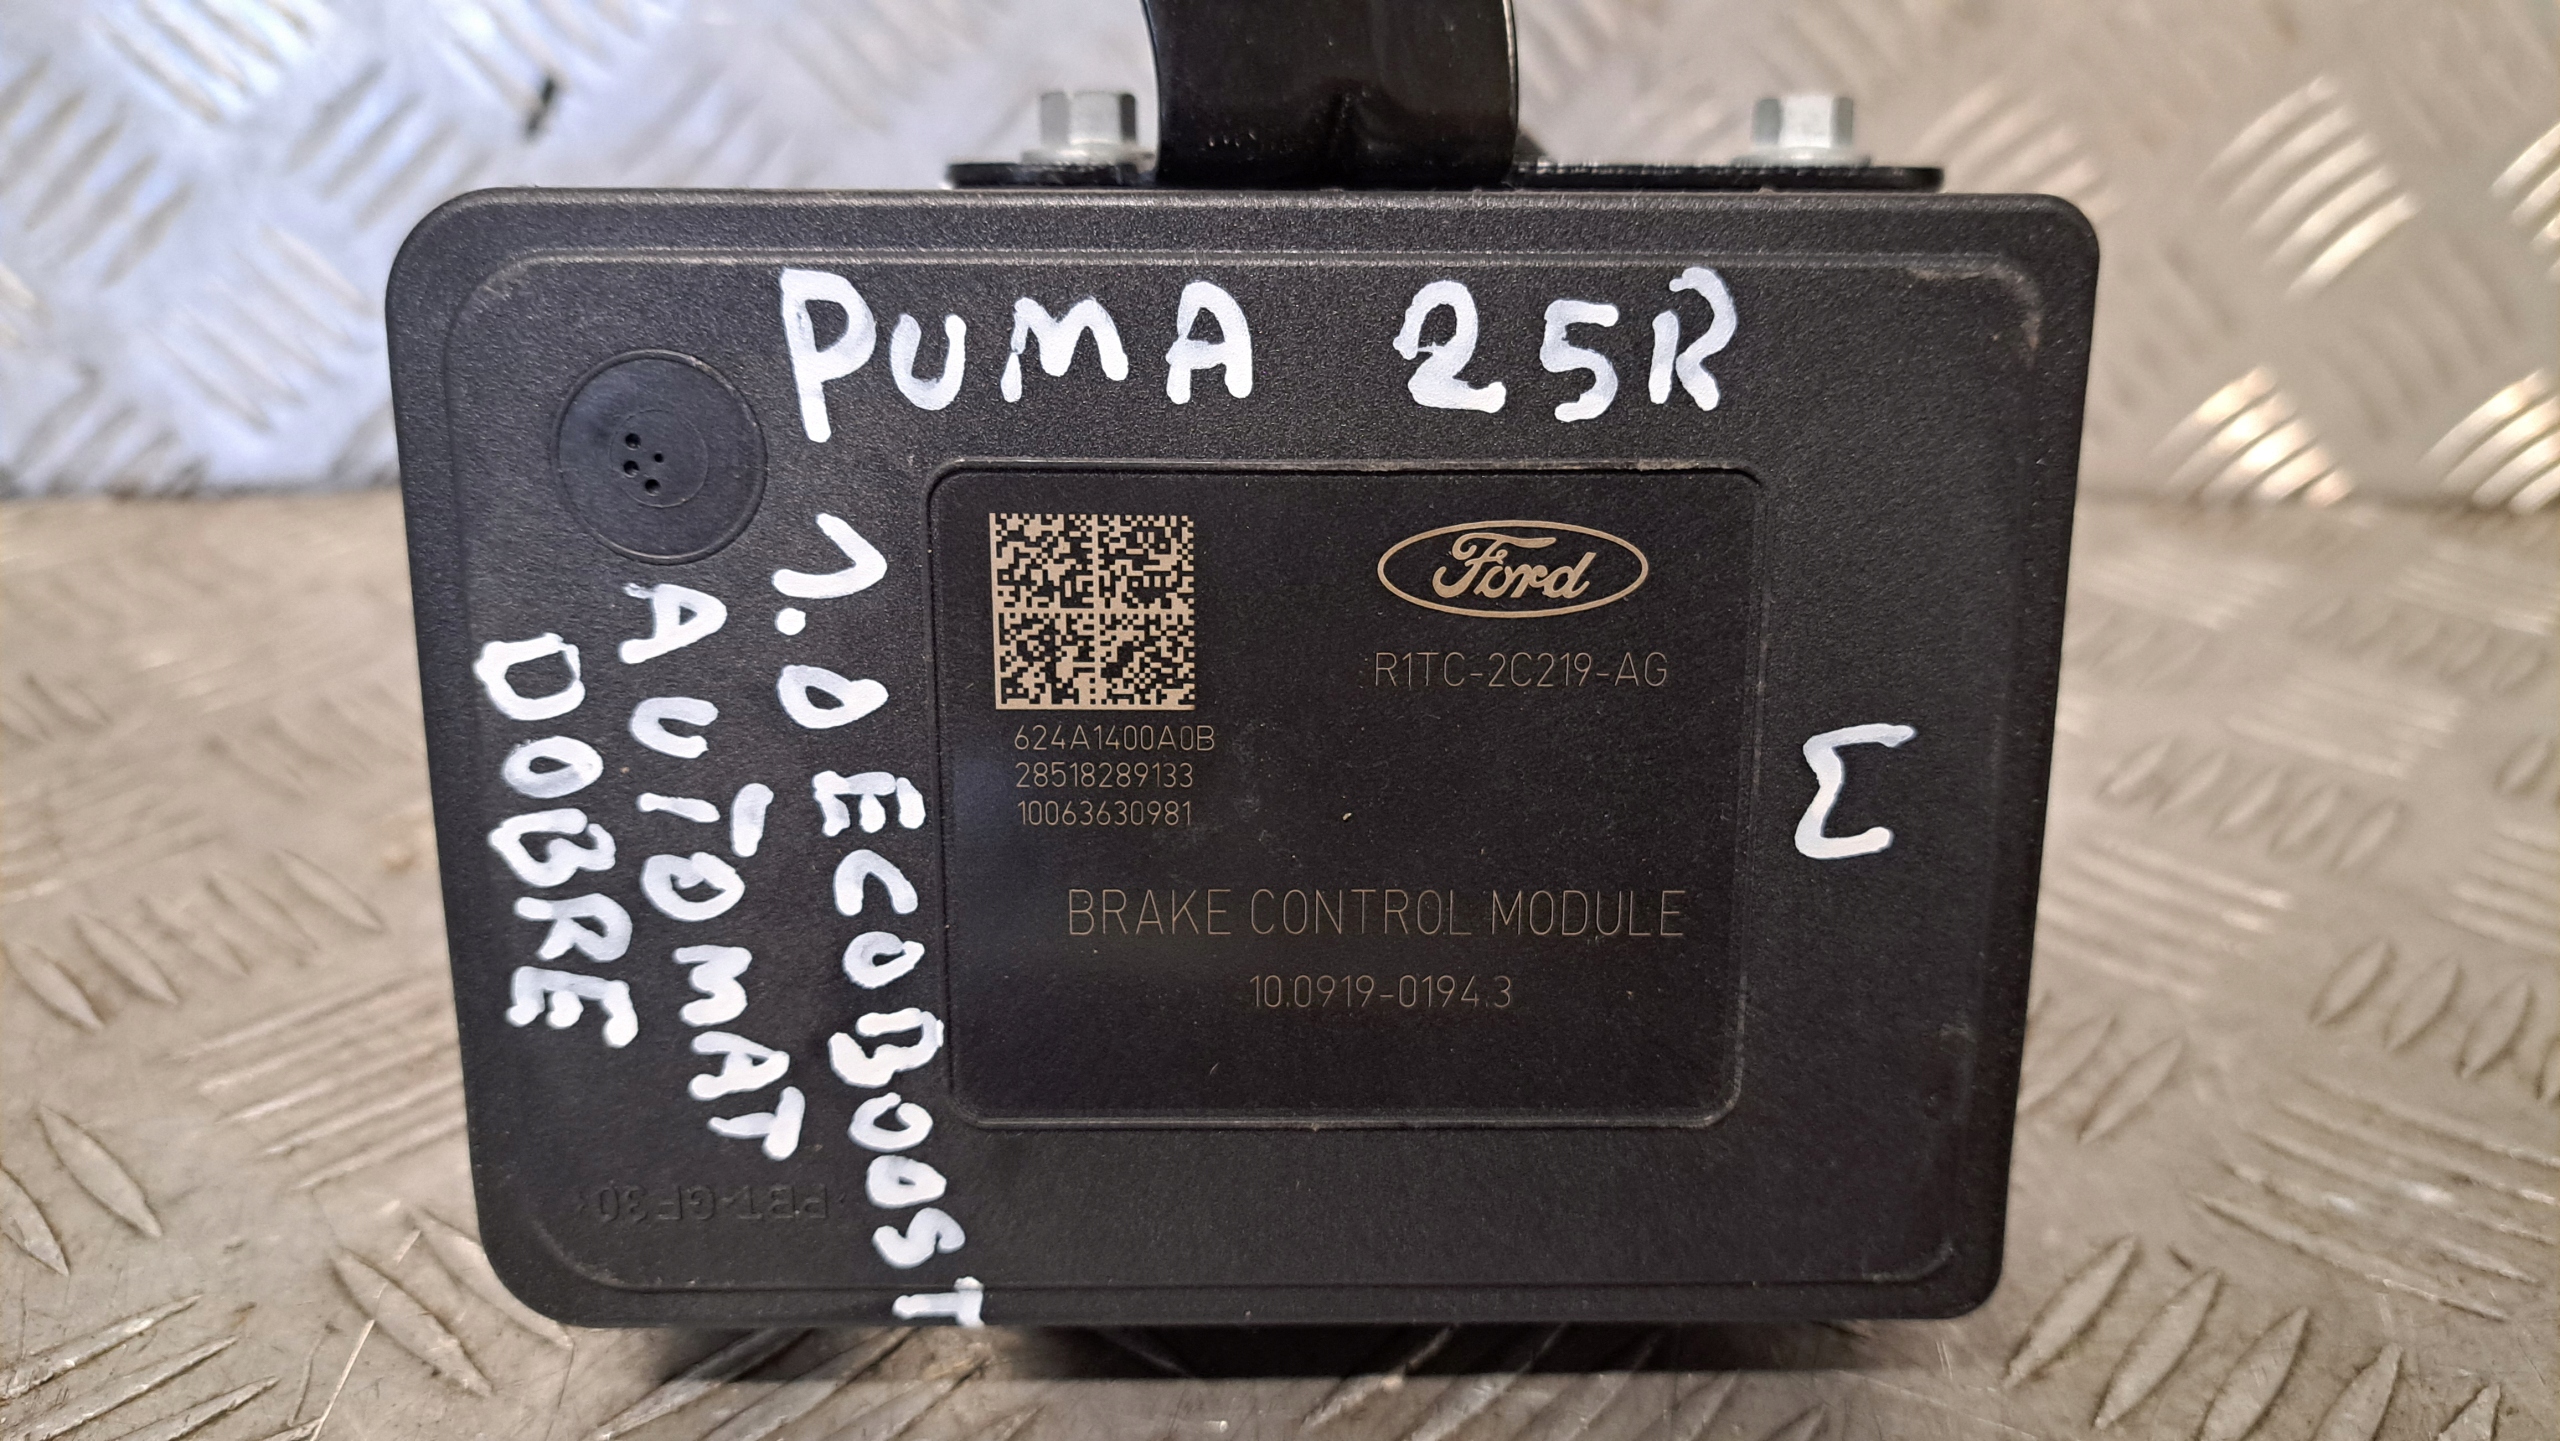 PUMA 25R
1.0 ECOBOOST
AUTOMAT
DOBRE
Ford
R1TC-2C219-AG
624A1400A0B
28518289133
10063630981
BRAKE CONTROL MODULE
10.0919-0194.3
W
>PBT-GF30<